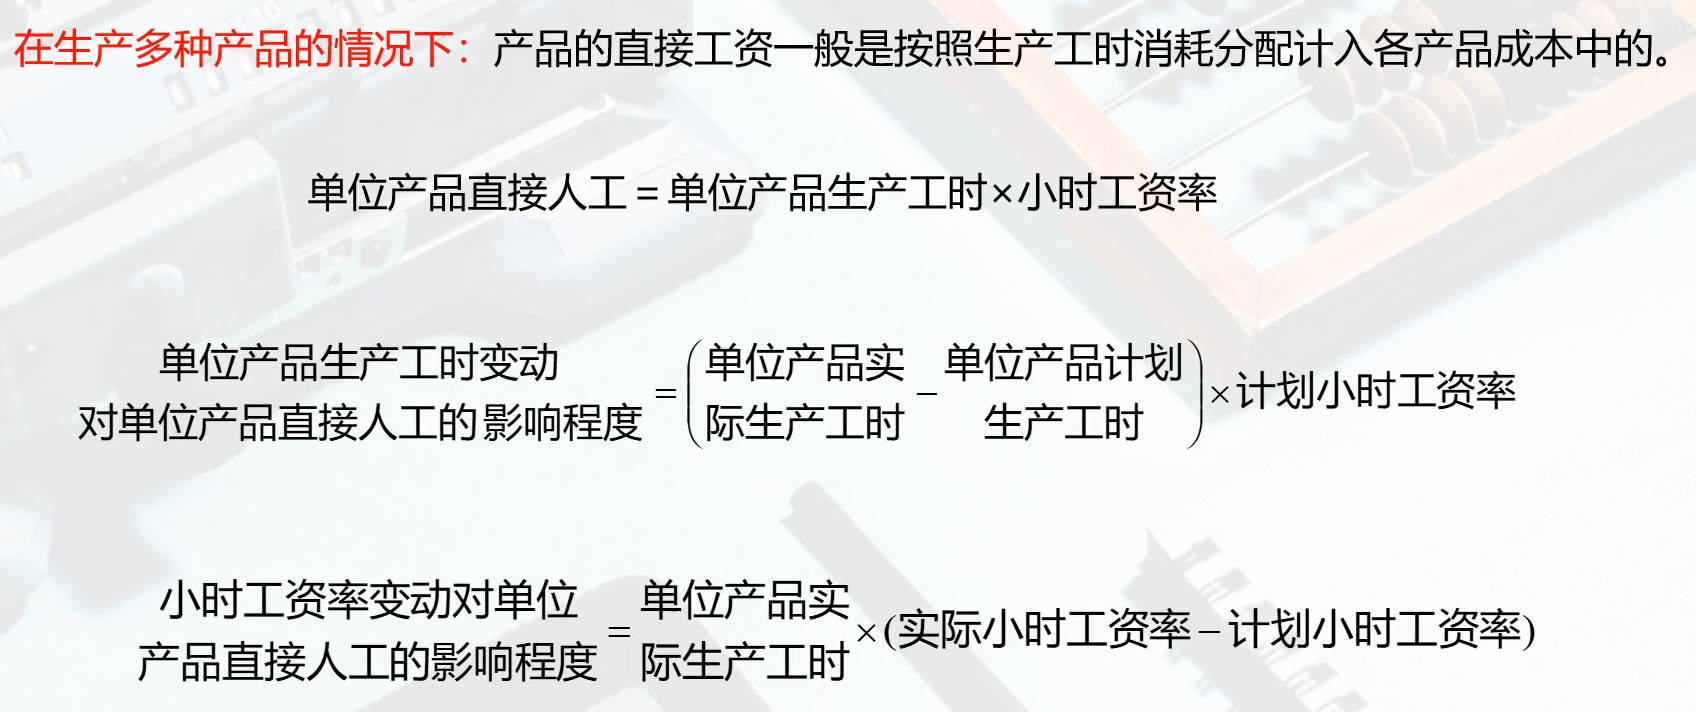 在生产多种产品的情况下：产品的直接工资一般是按照生产工时消耗分配计入各产品成本中的。
单位产品直接人工=单位产品生产工时×小时工资率
单位产品生产工时变动
对单位产品直接人工的影响程度
=
(单位产品实
际生产工时
−
单位产品计划
生产工时)
×计划小时工资率
小时工资率变动对单位
产品直接人工的影响程度
=
单位产品实
际生产工时
×(实际小时工资率−计划小时工资率)